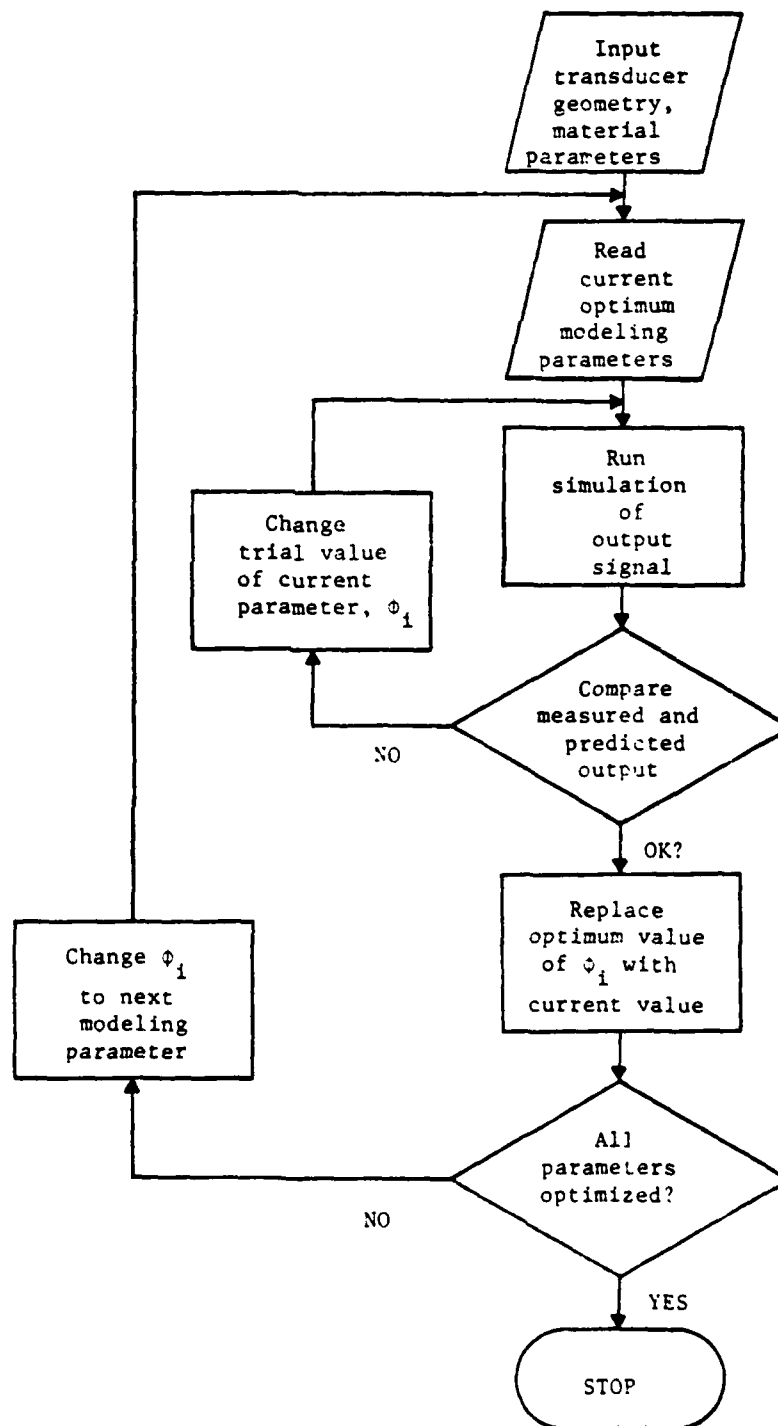 Input
transducer
geometry,
material
parameters
Read
current
optimum
modeling
parameters
Run
simulation
of
output
signal
Change
trial value
of current
parameter, Φi
Compare
measured and
predicted
output
NO
OK?
Replace
optimum value
of Φi with
current value
Change Φi
to next
modeling
parameter
All
parameters
optimized?
NO
YES
STOP